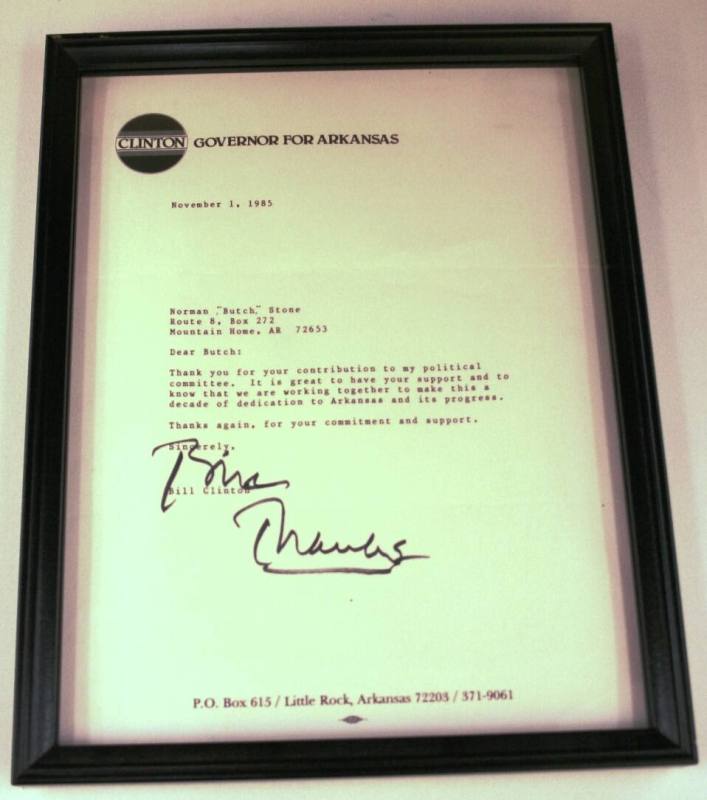 CLINTON GOVERNOR FOR ARKANSAS
November 1, 1985
Norman "Butch" Stone
Route 8, Box 272
Mountain Home, AR 72653
Dear Butch:
Thank you for your contribution to my political
committee. It is great to have your support and to
know that we are working together to make this a
decade of dedication to Arkansas and its progress.
Thanks again, for your commitment and support.
Sincerely,
Bill
Bill Clinton
Thanks
P.O. Box 615 / Little Rock, Arkansas 72203 / 371-9061